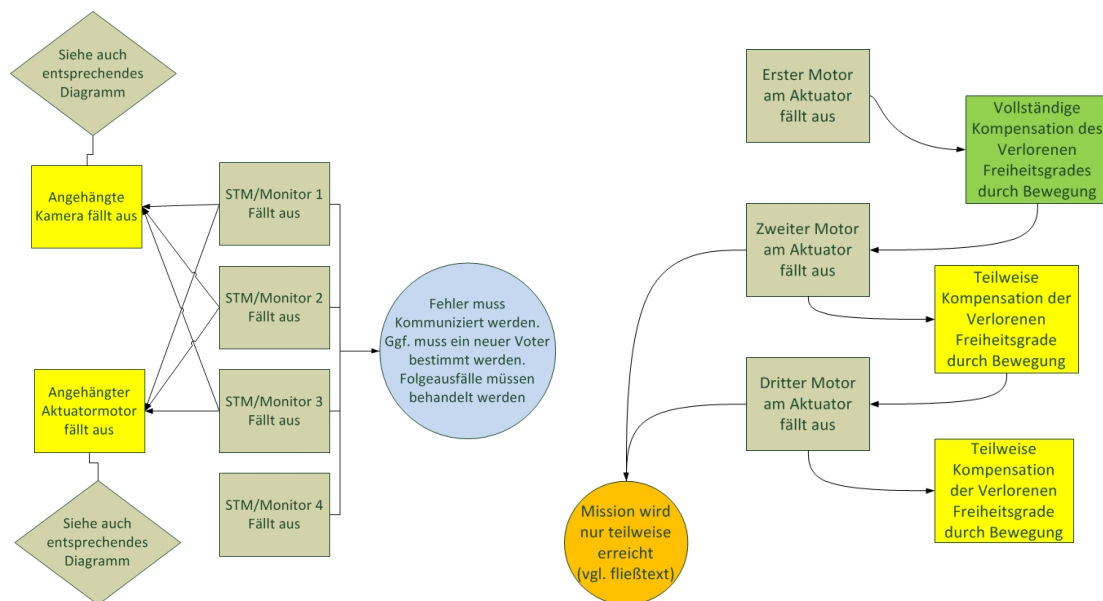 Siehe auch
entsprechendes
Diagramm
Angehängte
Kamera fällt aus
Angehängter
Aktuatormotor
fällt aus
Siehe auch
entsprechendes
Diagramm
STM/Monitor 1
Fällt aus
STM/Monitor 2
Fällt aus
STM/Monitor 3
Fällt aus
STM/Monitor 4
Fällt aus
Fehler muss
Kommuniziert werden.
Ggf. muss ein neuer Voter
bestimmt werden.
Folgeausfälle müssen
behandelt werden
Erster Motor
am Aktuator
fällt aus
Vollständige
Kompensation des
Verlorenen
Freiheitsgrades
durch Bewegung
Zweiter Motor
am Aktuator
fällt aus
Teilweise
Kompensation der
Verlorenen
Freiheitsgrade
durch Bewegung
Dritter Motor
am Aktuator
fällt aus
Teilweise
Kompensation
der Verlorenen
Freiheitsgrade
durch Bewegung
Mission wird
nur teilweise
erreicht
(vgl. fließtext)